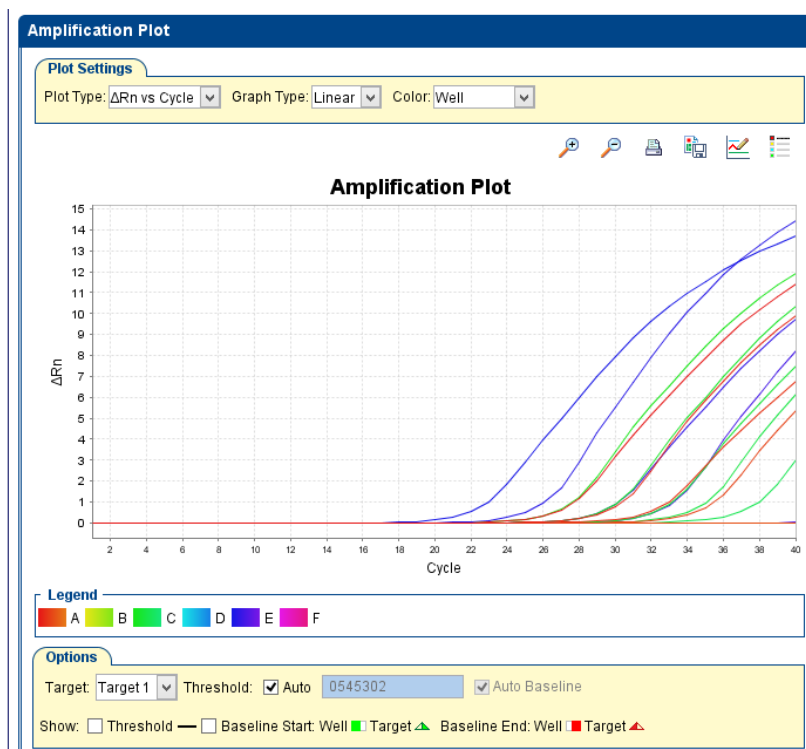 Amplification Plot
Plot Settings
Plot Type: ΔRn vs Cycle Graph Type: Linear Color: Well
Amplification Plot
15
14
13
12
11
10
9
8
7
6
5
4
3
2
1
0
ΔRn
2 4 6 8 10 12 14 16 18 20 22 24 26 28 30 32 34 36 38 40
Cycle
Legend
A B C D E F
Options
Target: Target 1 Threshold: Auto 0545302 Auto Baseline
Show: Threshold Baseline Start: Well Target Baseline End: Well Target